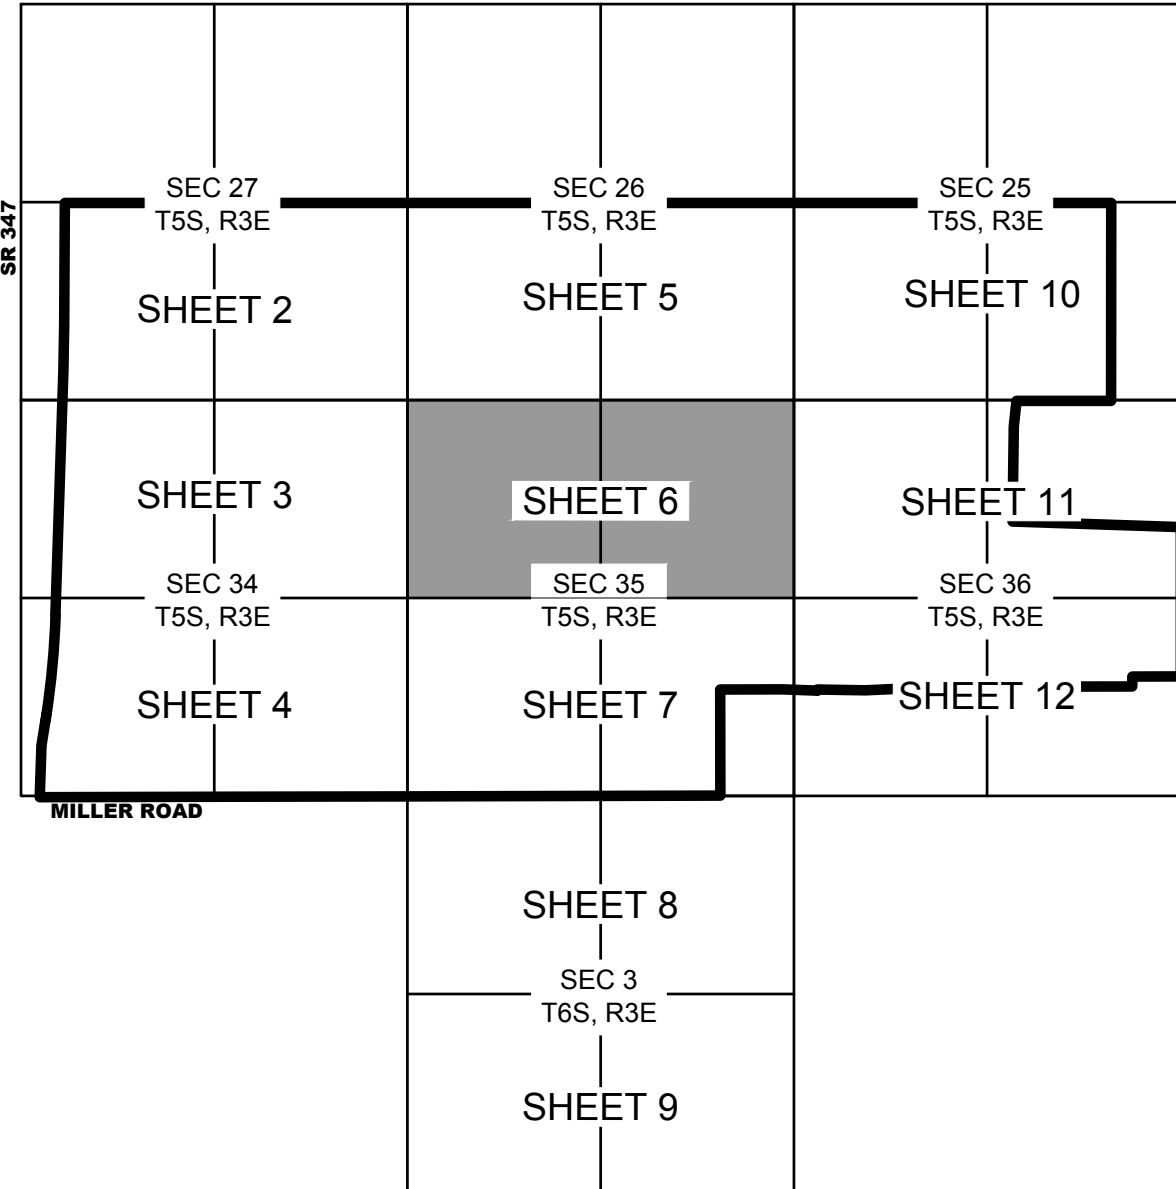 SR 347
SEC 27
T5S, R3E
SEC 26
T5S, R3E
SEC 25
T5S, R3E
SHEET 2
SHEET 5
SHEET 10
SHEET 3
SHEET 6
SHEET 11
SEC 34
T5S, R3E
SEC 35
T5S, R3E
SEC 36
T5S, R3E
SHEET 4
SHEET 7
SHEET 12
MILLER ROAD
SHEET 8
SEC 3
T6S, R3E
SHEET 9